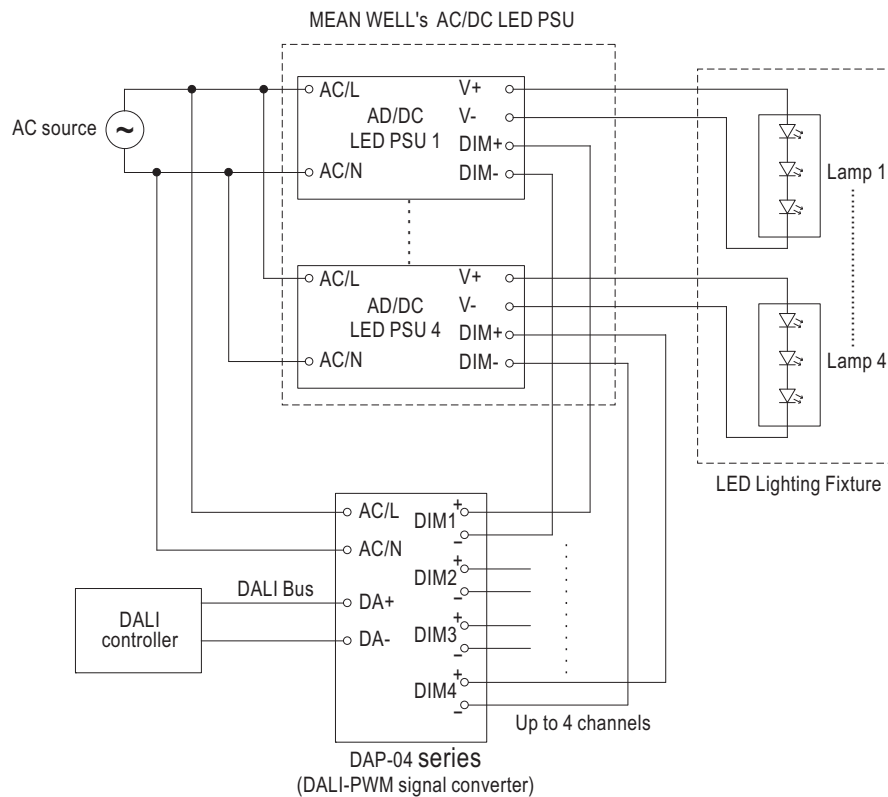 MEAN WELL's AC/DC LED PSU
AC source
~
AC/L
AD/DC
LED PSU 1
AC/N
V+
V-
DIM+
DIM-
AC/L
AD/DC
LED PSU 4
AC/N
V+
V-
DIM+
DIM-
Lamp 1
Lamp 4
LED Lighting Fixture
AC/L
AC/N
DA+
DA-
DIM1
+
-
DIM2
+
-
DIM3
+
-
DIM4
+
-
DALI Bus
DALI
controller
Up to 4 channels
DAP-04 series
(DALI-PWM signal converter)